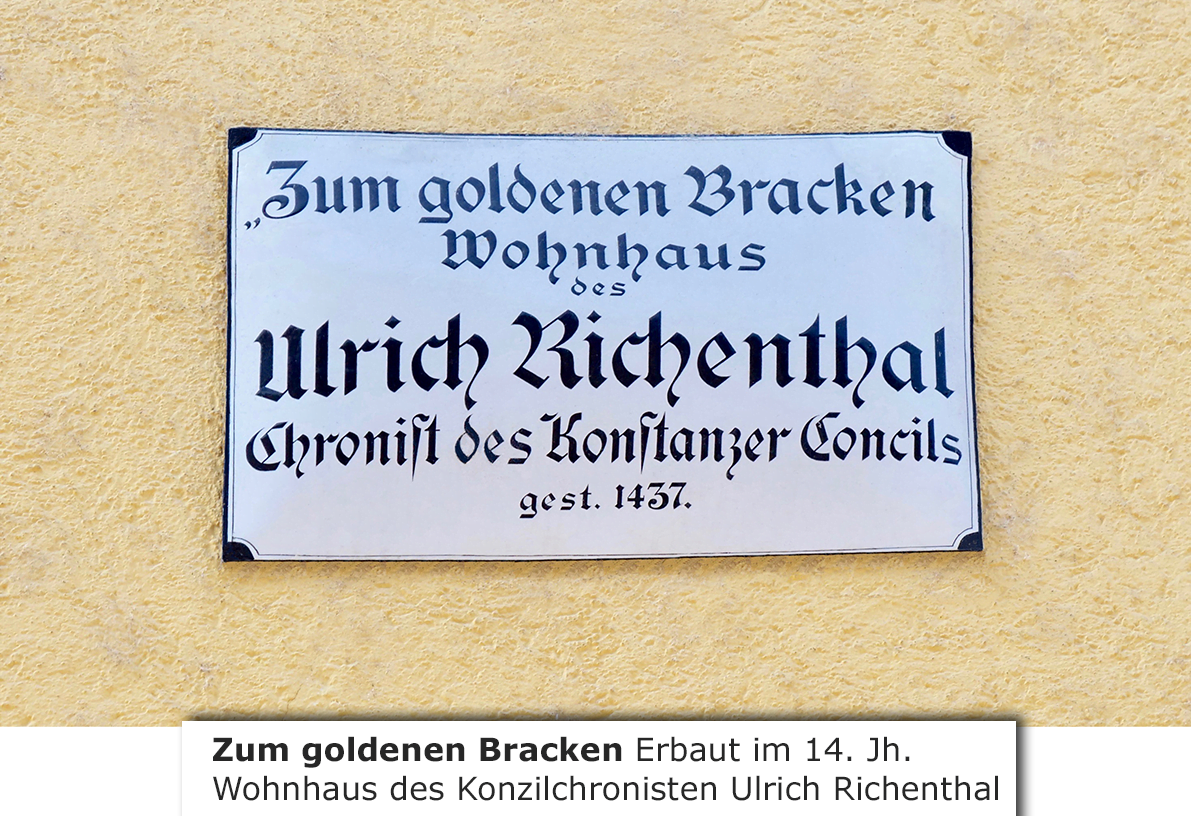 „Zum goldenen Bracken
Wohnhaus
des
Ulrich Richenthal
Chroniſt des Konſtanzer Concils
gest. 1437.
Zum goldenen Bracken Erbaut im 14. Jh.
Wohnhaus des Konzilchronisten Ulrich Richenthal